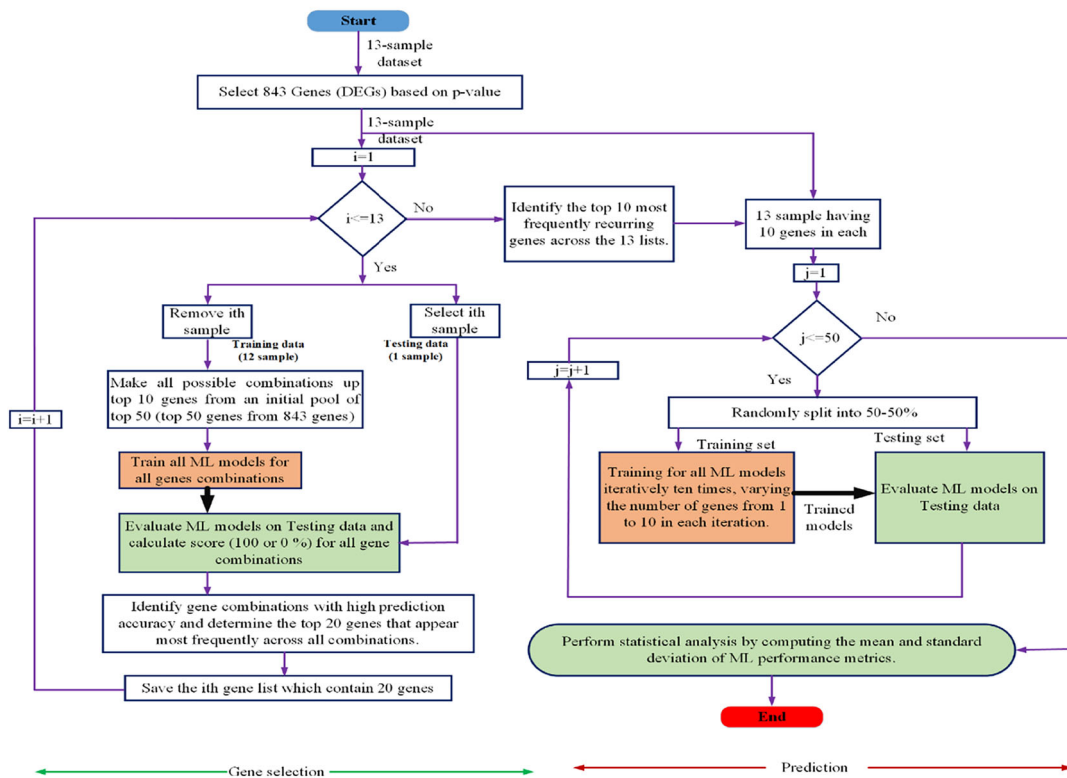 Start
13-sample
dataset
Select 843 Genes (DEGs) based on p-value
13-sample
dataset
i=1
i<=13
No
Yes
Identify the top 10 most
frequently recurring
genes across the 13 lists.
13 sample having
10 genes in each
j=1
j<=50
No
Yes
j=j+1
Remove ith
sample
Select ith
sample
Training data
(12 sample)
Testing data
(1 sample)
Make all possible combinations up
top 10 genes from an initial pool of
top 50 (top 50 genes from 843 genes)
i=i+1
Train all ML models for
all genes combinations
Evaluate ML models on Testing data and
calculate score (100 or 0 %) for all gene
combinations
Identify gene combinations with high prediction
accuracy and determine the top 20 genes that appear
most frequently across all combinations.
Save the ith gene list which contain 20 genes
Randomly split into 50-50%
Training set
Testing set
Training for all ML models
iteratively ten times, varying
the number of genes from 1
to 10 in each iteration.
Trained
models
Evaluate ML models on
Testing data
Perform statistical analysis by computing the mean and standard
deviation of ML performance metrics.
End
Gene selection
Prediction